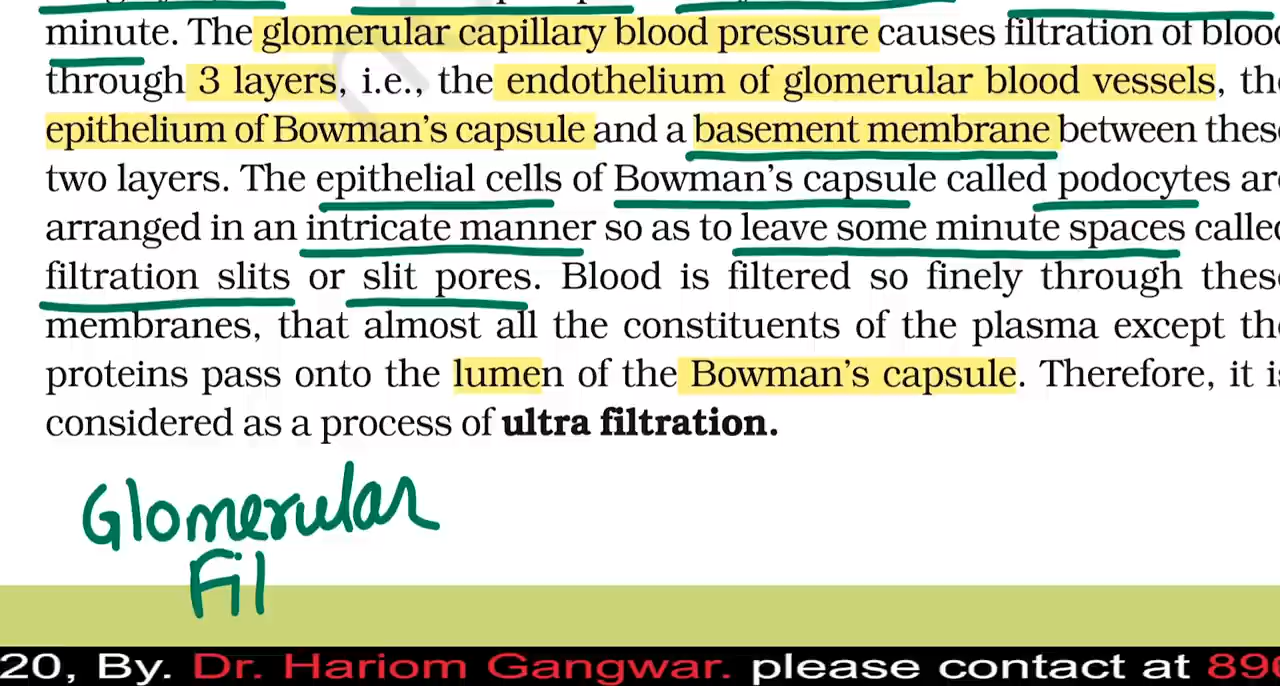 minute. The glomerular capillary blood pressure causes filtration of blood
through 3 layers, i.e., the endothelium of glomerular blood vessels, the
epithelium of Bowman's capsule and a basement membrane between these
two layers. The epithelial cells of Bowman's capsule called podocytes are
arranged in an intricate manner so as to leave some minute spaces called
filtration slits or slit pores. Blood is filtered so finely through these
membranes, that almost all the constituents of the plasma except the
proteins pass onto the lumen of the Bowman's capsule. Therefore, it is
considered as a process of ultra filtration.
Glomerular
Fil
20, By. Dr. Hariom Gangwar. please contact at 890